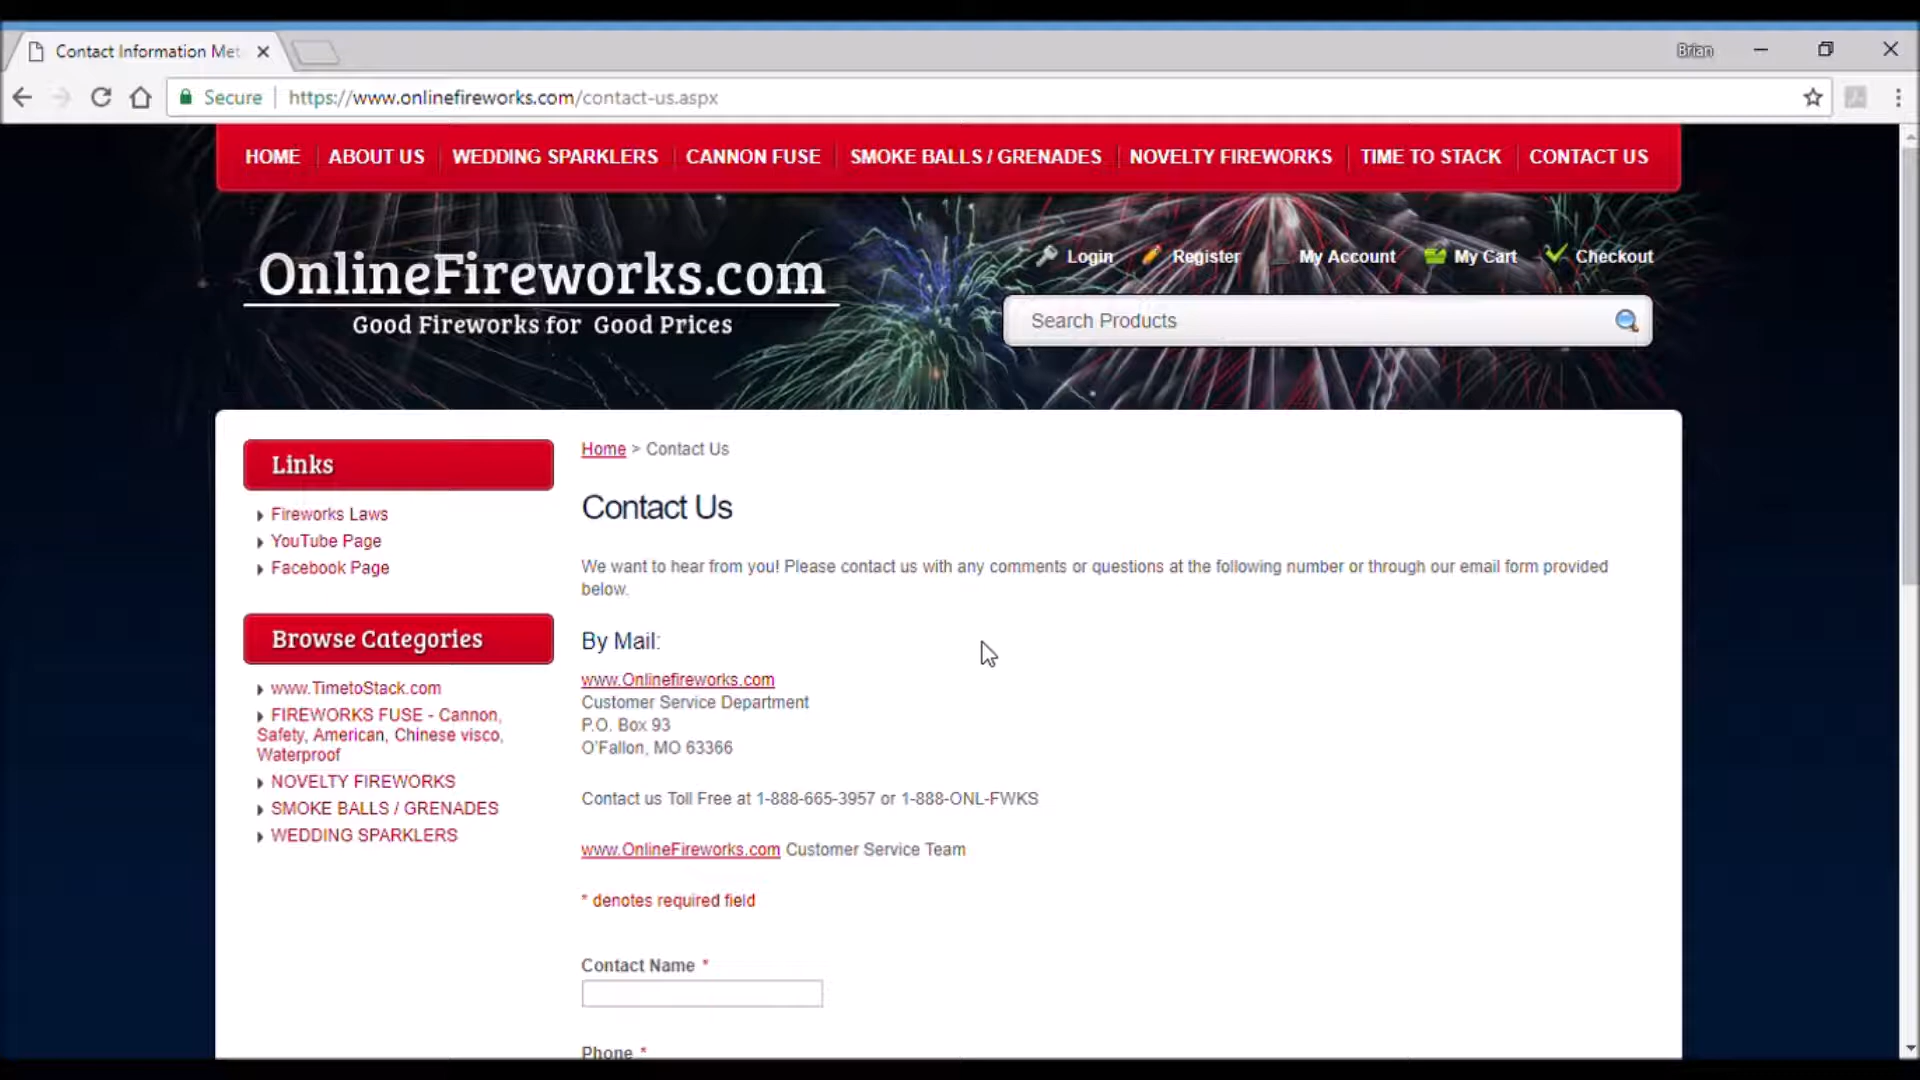 Contact Information Met
Brian
Secure
https://www.onlinefireworks.com/contact-us.aspx
HOME ABOUT US WEDDING SPARKLERS CANNON FUSE SMOKE BALLS / GRENADES NOVELTY FIREWORKS TIME TO STACK CONTACT US
OnlineFireworks.com
Good Fireworks for Good Prices
Login Register My Account My Cart Checkout
Search Products
Links
Fireworks Laws
YouTube Page
Facebook Page
Browse Categories
www.TimetoStack.com
FIREWORKS FUSE - Cannon,
Safety, American, Chinese visco,
Waterproof
NOVELTY FIREWORKS
SMOKE BALLS / GRENADES
WEDDING SPARKLERS
Home > Contact Us
Contact Us
We want to hear from you! Please contact us with any comments or questions at the following number or through our email form provided
below.
By Mail:
www.Onlinefireworks.com
Customer Service Department
P.O. Box 93
O'Fallon, MO 63366
Contact us Toll Free at 1-888-665-3957 or 1-888-ONL-FWKS
www.OnlineFireworks.com Customer Service Team
* denotes required field
Contact Name *
Phone *